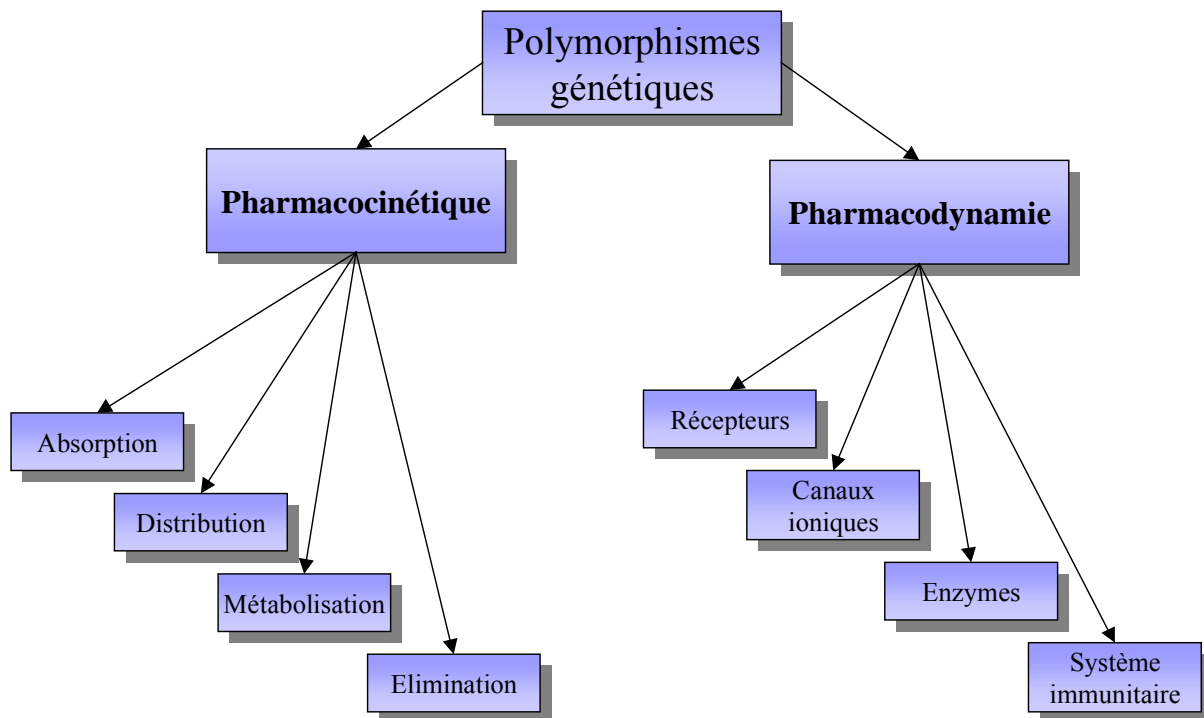 Polymorphismes
génétiques
Pharmacocinétique
Pharmacodynamie
Absorption
Distribution
Métabolisation
Elimination
Récepteurs
Canaux
ioniques
Enzymes
Système
immunitaire